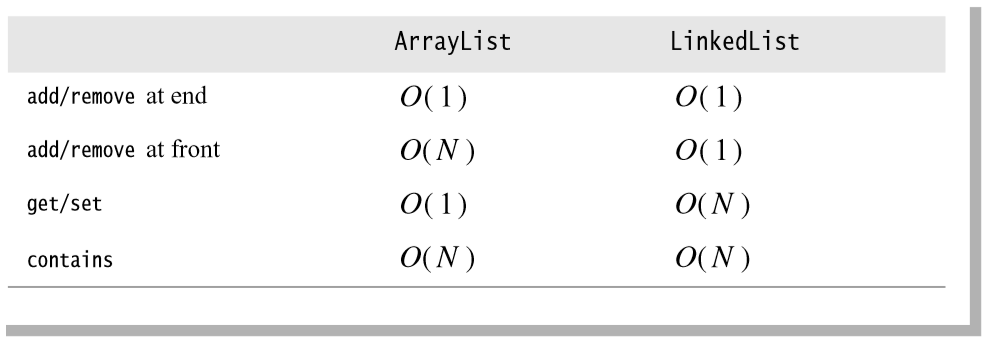 ArrayList LinkedList
add/remove at end O(1) O(1)
add/remove at front O(N) O(1)
get/set O(1) O(N)
contains O(N) O(N)